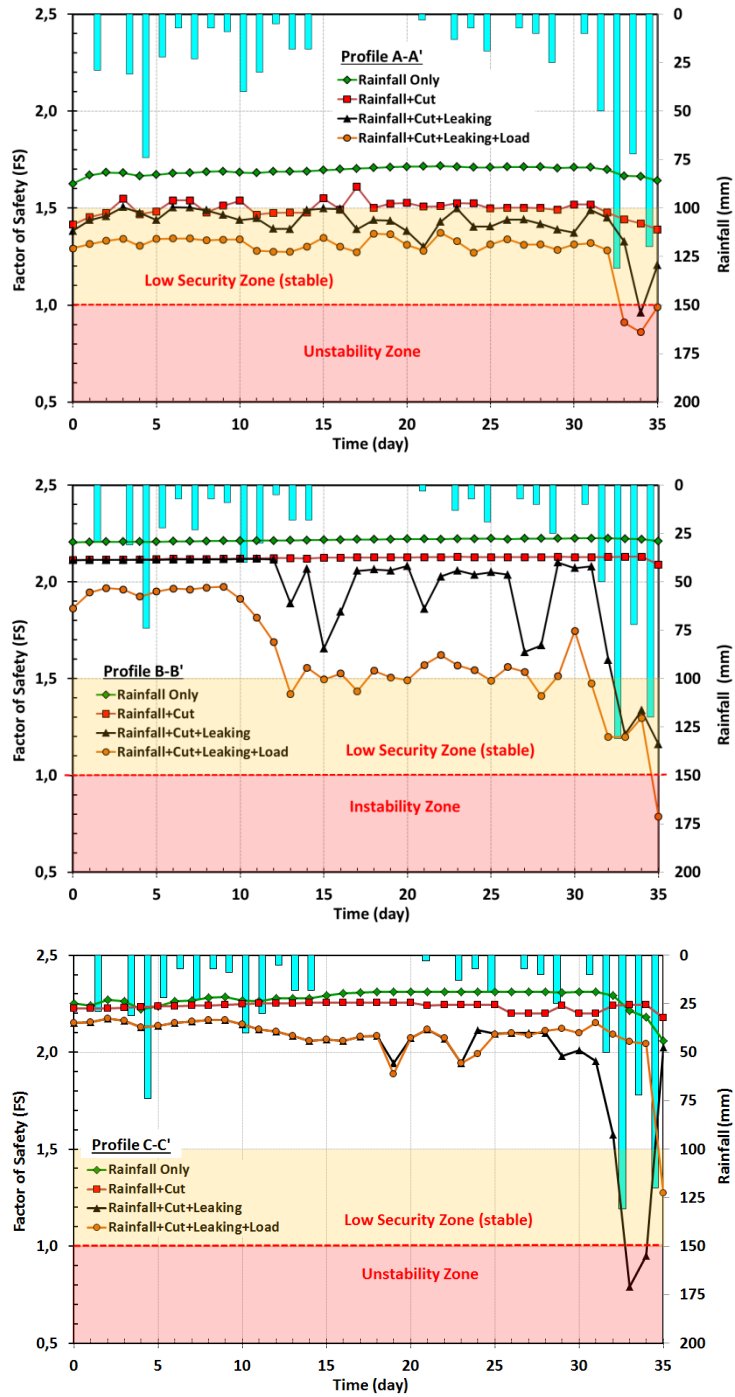 2,5
2,0
1,5
1,0
0,5
Factor of Safety (FS)
Profile A-A'
Rainfall Only
Rainfall+Cut
Rainfall+Cut+Leaking
Rainfall+Cut+Leaking+Load
Low Security Zone (stable)
Unstability Zone
0
25
50
75
100
125
150
175
200
Rainfall (mm)
0 5 10 15 20 25 30 35
Time (day)
2,5
2,0
1,5
1,0
0,5
Factor of Safety (FS)
Profile B-B'
Rainfall Only
Rainfall+Cut
Rainfall+Cut+Leaking
Rainfall+Cut+Leaking+Load
Low Security Zone (stable)
Instability Zone
0
25
50
75
100
125
150
175
200
Rainfall (mm)
0 5 10 15 20 25 30 35
Time (day)
2,5
2,0
1,5
1,0
0,5
Factor of Safety (FS)
Profile C-C'
Rainfall Only
Rainfall+Cut
Rainfall+Cut+Leaking
Rainfall+Cut+Leaking+Load
Low Security Zone (stable)
Unstability Zone
0
25
50
75
100
125
150
175
200
Rainfall (mm)
0 5 10 15 20 25 30 35
Time (day)